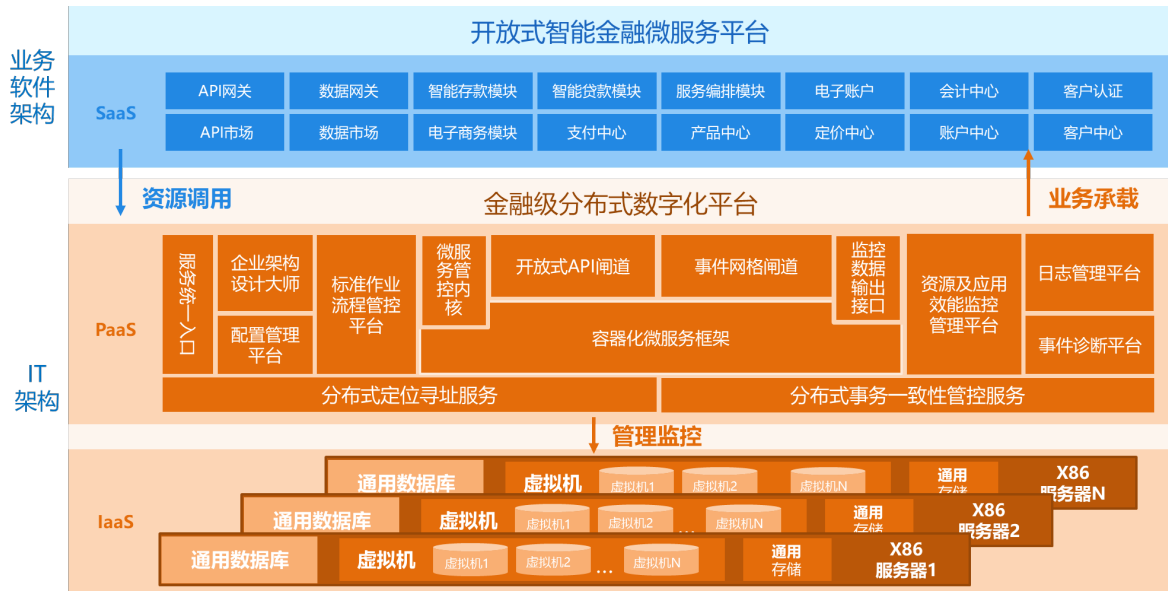 业务
软件
架构
开放式智能金融微服务平台
SaaS
API网关
数据网关
智能存款模块
智能贷款模块
服务编排模块
电子账户
会计中心
客户认证
API市场
数据市场
电子商务模块
支付中心
产品中心
定价中心
账户中心
客户中心
资源调用
金融级分布式数字化平台
业务承载
IT
架构
PaaS
服务统一入口
企业架构
设计大师
配置管理
平台
标准作业
流程管控
平台
微服
务管
控内
核
开放式API闸道
事件网格闸道
监控
数据
输出
接口
容器化微服务框架
资源及应用
效能监控
管理平台
日志管理平台
事件诊断平台
分布式定位寻址服务
分布式事务一致性管控服务
管理监控
IaaS
通用数据库
虚拟机
虚拟机1
虚拟机2
虚拟机N
通用
存储
X86
服务器N
通用数据库
虚拟机
虚拟机1
虚拟机2
...
虚拟机N
通用
存储
X86
服务器2
通用数据库
虚拟机
虚拟机1
虚拟机2
...
虚拟机N
通用
存储
X86
服务器1